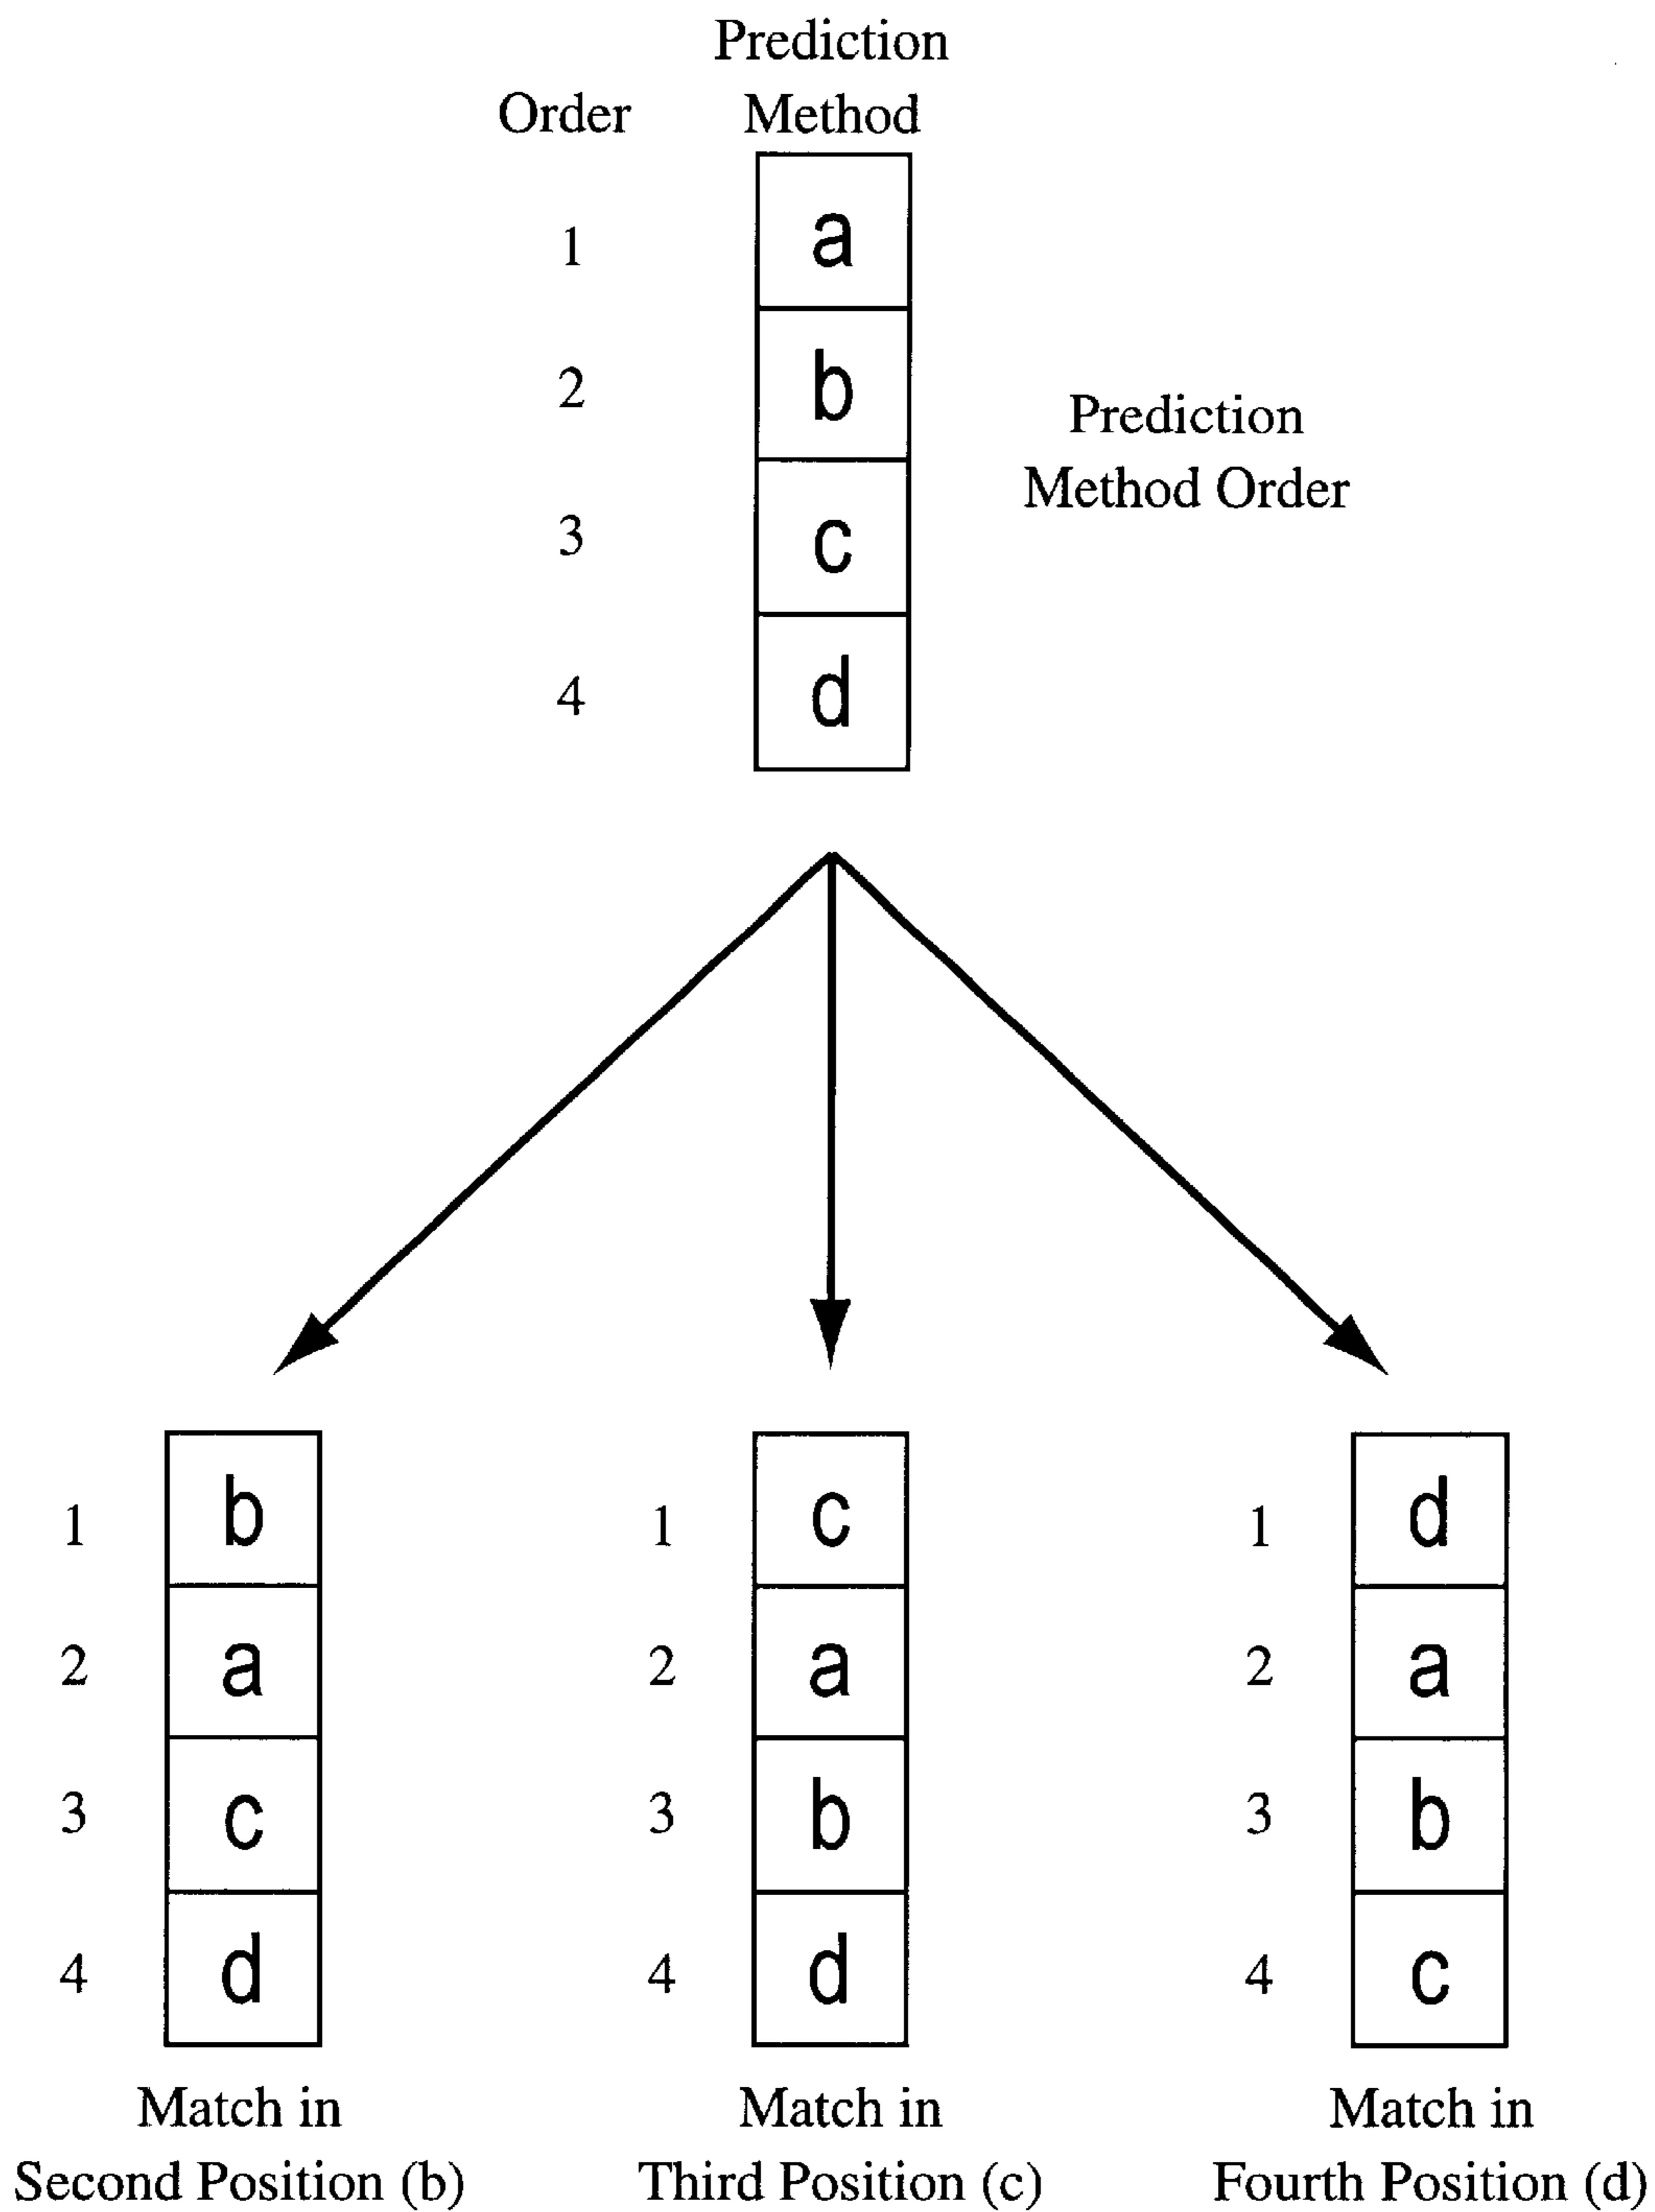 Prediction
Order Method
1 a
2 b
Prediction
Method Order
3 c
4 d
1 b
2 a
3 c
4 d
Match in
Second Position (b)
1 c
2 a
3 b
4 d
Match in
Third Position (c)
1 d
2 a
3 b
4 c
Match in
Fourth Position (d)